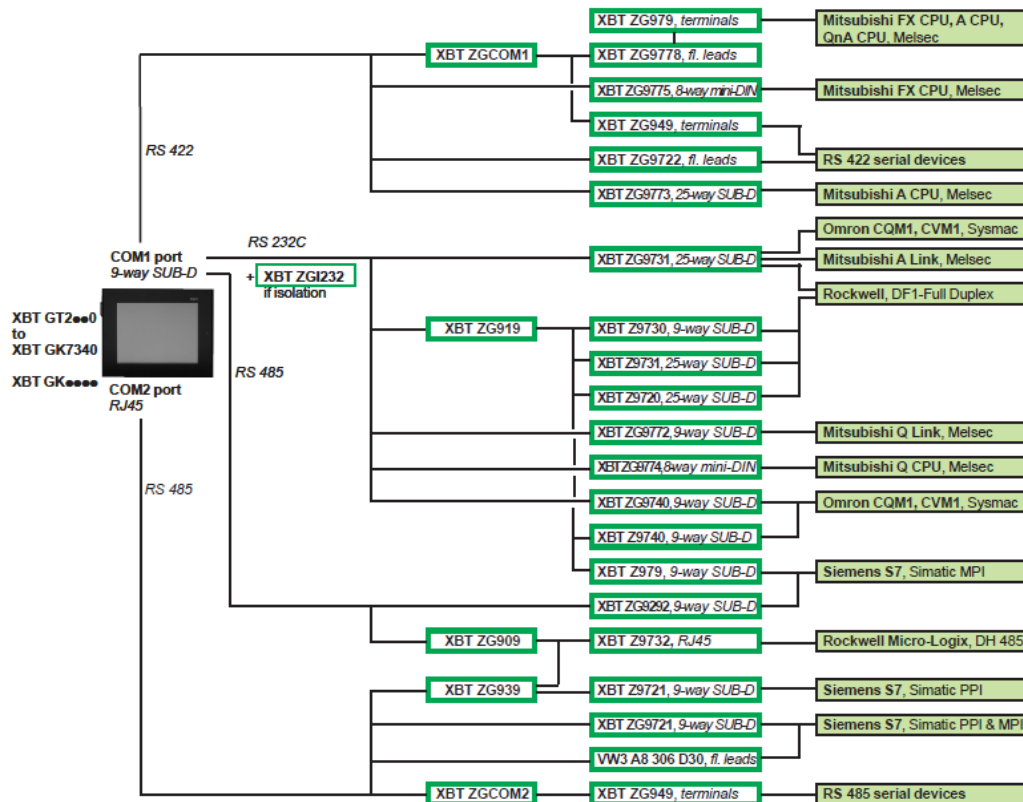 XBT ZG979, terminals
Mitsubishi FX CPU, A CPU,
QnA CPU, Melsec
XBT ZGCOM1
XBT ZG9778, fl. leads
XBT ZG9775, 8-way mini-DIN
Mitsubishi FX CPU, Melsec
XBT ZG949, terminals
RS 422
XBT ZG9722, fl. leads
RS 422 serial devices
XBT ZG9773, 25-way SUB-D
Mitsubishi A CPU, Melsec
Omron CQM1, CVM1, Sysmac
RS 232C
COM1 port
9-way SUB-D
XBT ZG9731, 25-way SUB-D
Mitsubishi A Link, Melsec
+ XBT ZGI232
if isolation
Rockwell, DF1-Full Duplex
XBT GT2●●0
to
XBT GK7340
XBT ZG919
XBT Z9730, 9-way SUB-D
XBT Z9731, 25-way SUB-D
RS 485
XBT GK●●●●
COM2 port
RJ45
XBT Z9720, 25-way SUB-D
XBT ZG9772, 9-way SUB-D
Mitsubishi Q Link, Melsec
XBTZG9774,8-way mini-DIN
Mitsubishi Q CPU, Melsec
RS 485
XBT ZG9740, 9-way SUB-D
Omron CQM1, CVM1, Sysmac
XBT Z9740, 9-way SUB-D
XBT Z979, 9-way SUB-D
Siemens S7, Simatic MPI
XBT ZG9292, 9-way SUB-D
XBT ZG909
XBT Z9732, RJ45
Rockwell Micro-Logix, DH 485
XBT ZG939
XBT Z9721, 9-way SUB-D
Siemens S7, Simatic PPI
XBT ZG9721, 9-way SUB-D
Siemens S7, Simatic PPI & MPI
VW3 A8 306 D30, fl. leads
XBT ZGCOM2
XBT ZG949, terminals
RS 485 serial devices